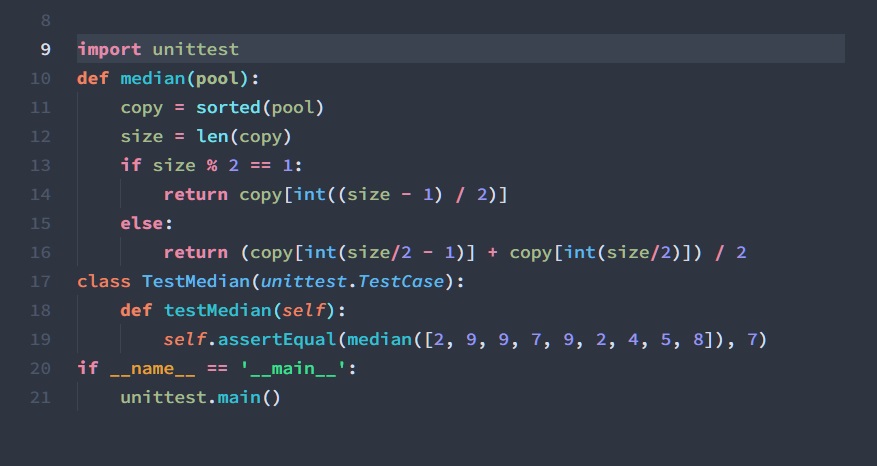 8
9 import unittest
10 def median(pool):
11     copy = sorted(pool)
12     size = len(copy)
13     if size % 2 == 1:
14         return copy[int((size - 1) / 2)]
15     else:
16         return (copy[int(size/2 - 1)] + copy[int(size/2)]) / 2
17 class TestMedian(unittest.TestCase):
18     def testMedian(self):
19         self.assertEqual(median([2, 9, 9, 7, 9, 2, 4, 5, 8]), 7)
20 if __name__ == '__main__':
21     unittest.main()